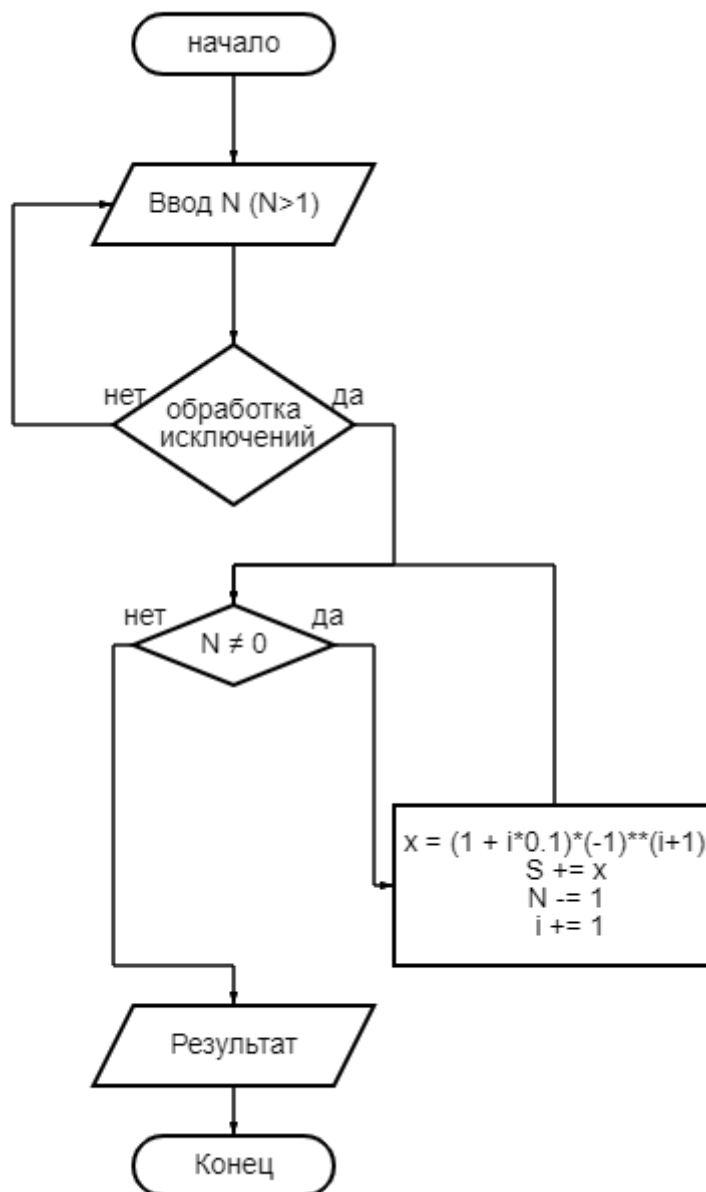 начало
Ввод N (N>1)
нет
да
обработка
исключений
нет
да
N ≠ 0
x = (1 + i*0.1)*(-1)**(i+1)
S += x
N -= 1
i += 1
Результат
Конец